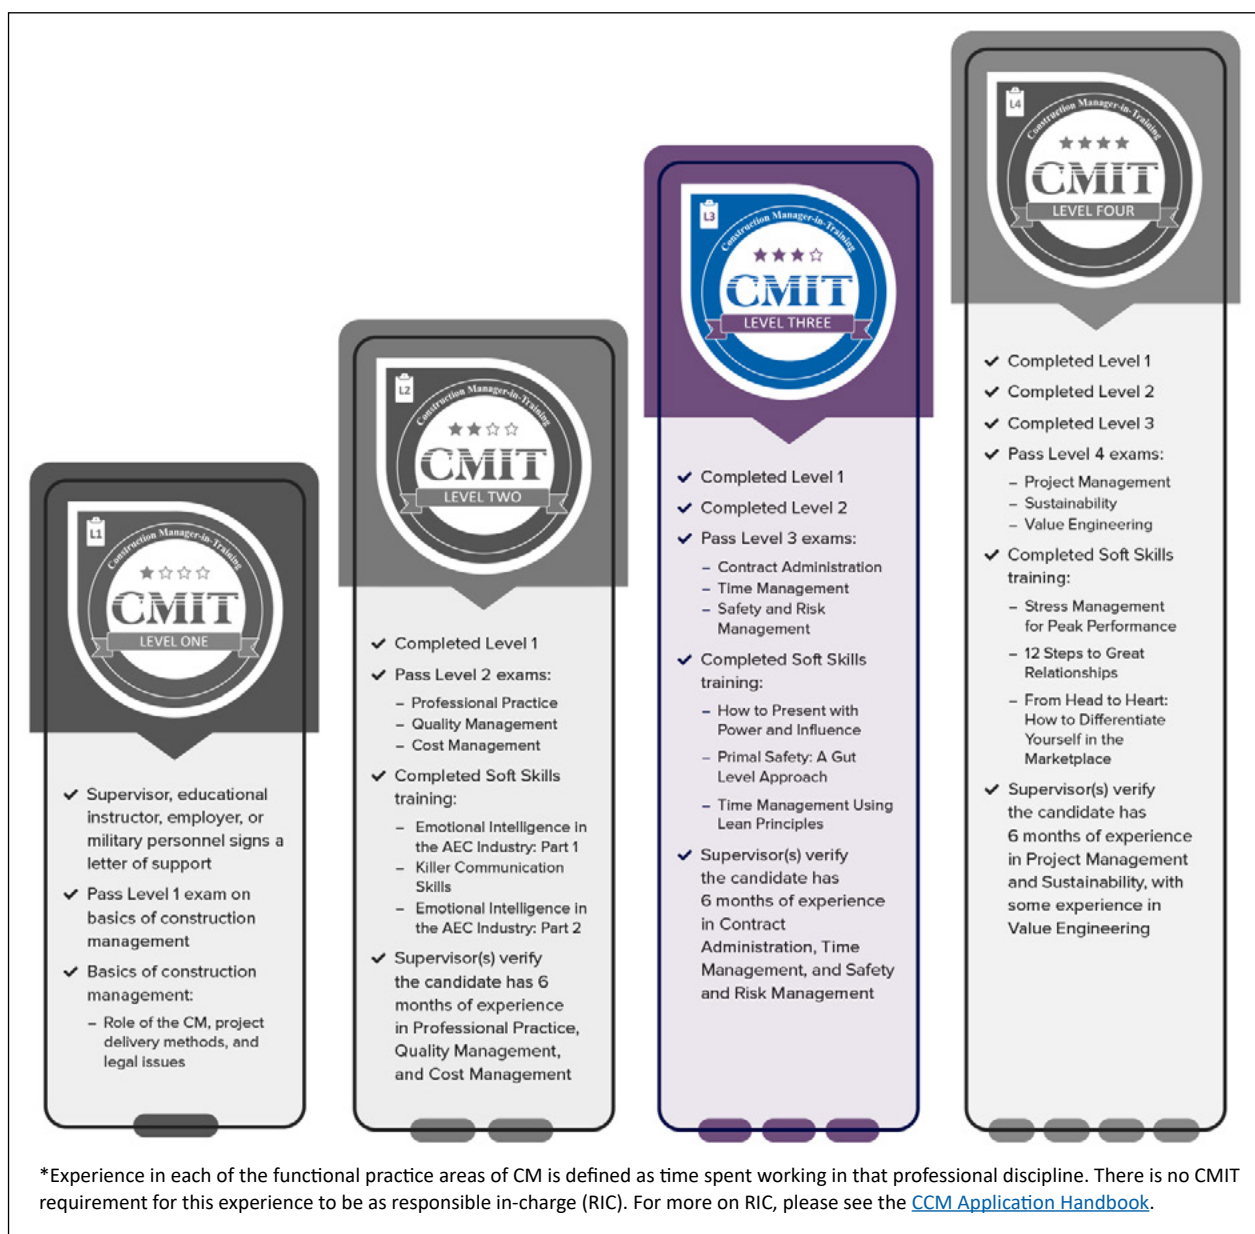 L1
Construction Manager-in-Training
CMIT
LEVEL ONE
Supervisor, educational
instructor, employer, or
military personnel signs a
letter of support
Pass Level 1 exam on
basics of construction
management
Basics of construction
management:
– Role of the CM, project
delivery methods, and
legal issues
L2
Construction Manager-in-Training
CMIT
LEVEL TWO
Completed Level 1
Pass Level 2 exams:
– Professional Practice
– Quality Management
– Cost Management
Completed Soft Skills
training:
– Emotional Intelligence in
the AEC Industry: Part 1
– Killer Communication
Skills
– Emotional Intelligence in
the AEC Industry: Part 2
Supervisor(s) verify
the candidate has 6
months of experience
in Professional Practice,
Quality Management,
and Cost Management
L3
Construction Manager-in-Training
CMIT
LEVEL THREE
Completed Level 1
Completed Level 2
Pass Level 3 exams:
– Contract Administration
– Time Management
– Safety and Risk
Management
Completed Soft Skills
training:
– How to Present with
Power and Influence
– Primal Safety: A Gut
Level Approach
– Time Management Using
Lean Principles
Supervisor(s) verify
the candidate has
6 months of experience
in Contract
Administration, Time
Management, and Safety
and Risk Management
L4
Construction Manager-in-Training
CMIT
LEVEL FOUR
Completed Level 1
Completed Level 2
Completed Level 3
Pass Level 4 exams:
– Project Management
– Sustainability
– Value Engineering
Completed Soft Skills
training:
– Stress Management
for Peak Performance
– 12 Steps to Great
Relationships
– From Head to Heart:
How to Differentiate
Yourself in the
Marketplace
Supervisor(s) verify
the candidate has
6 months of experience
in Project Management
and Sustainability, with
some experience in
Value Engineering
*Experience in each of the functional practice areas of CM is defined as time spent working in that professional discipline. There is no CMIT
requirement for this experience to be as responsible in-charge (RIC). For more on RIC, please see the CCM Application Handbook.